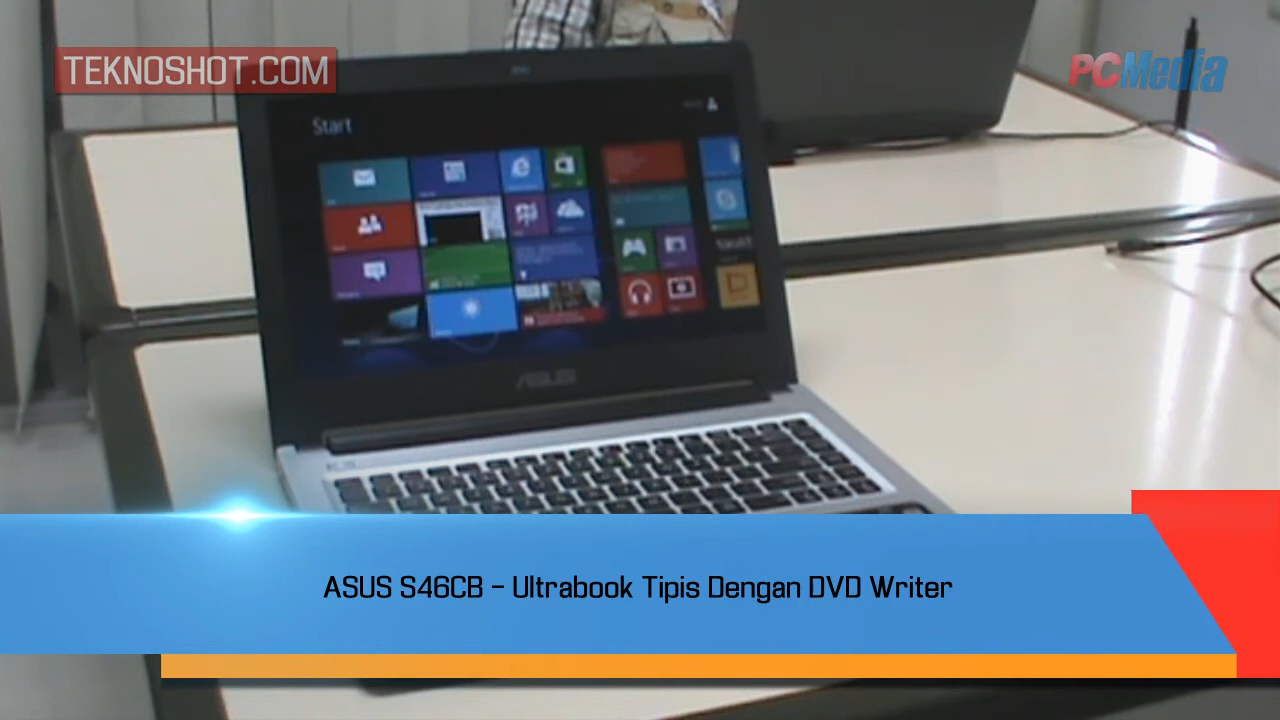 TEKNOSHOT.COM
PCMedia
Start
ASUS
ASUS S46CB - Ultrabook Tipis Dengan DVD Writer